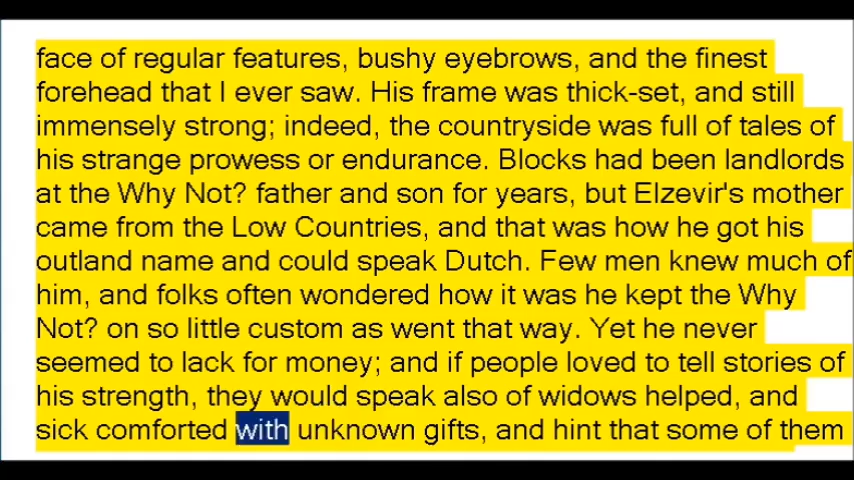 face of regular features, bushy eyebrows, and the finest
forehead that I ever saw. His frame was thick-set, and still
immensely strong; indeed, the countryside was full of tales of
his strange prowess or endurance. Blocks had been landlords
at the Why Not? father and son for years, but Elzevir's mother
came from the Low Countries, and that was how he got his
outland name and could speak Dutch. Few men knew much of
him, and folks often wondered how it was he kept the Why
Not? on so little custom as went that way. Yet he never
seemed to lack for money; and if people loved to tell stories of
his strength, they would speak also of widows helped, and
sick comforted with unknown gifts, and hint that some of them